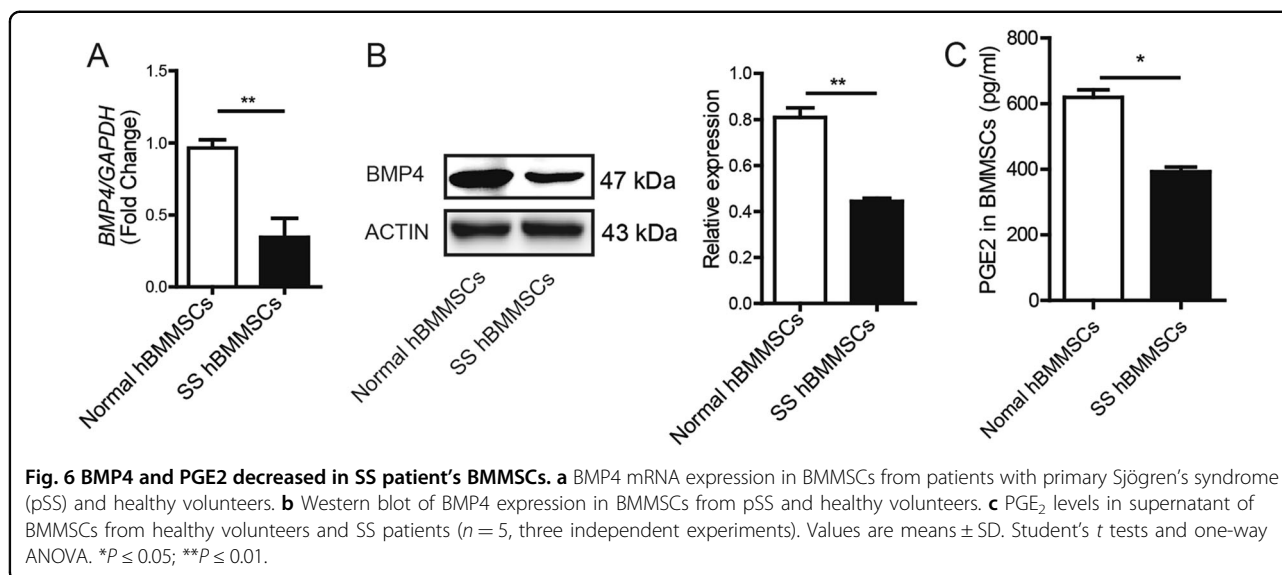 A
BMP4/GAPDH
(Fold Change)
1.5
1.0
0.5
0.0
**
Normal hBMMSCs
SS hBMMSCs
B
BMP4
47 kDa
ACTIN
43 kDa
Normal hBMMSCs
SS hBMMSCs
Relative expression
1.0
0.8
0.6
0.4
0.2
0.0
**
Normal hBMMSCs
SS hBMMSCs
C
PGE2 in BMMSCs (pg/ml)
800
600
400
200
0
*
Nomal hBMMSCs
SS hBMMSCs
Fig. 6 BMP4 and PGE2 decreased in SS patient's BMMSCs. a BMP4 mRNA expression in BMMSCs from patients with primary Sjögren's syndrome
(pSS) and healthy volunteers. b Western blot of BMP4 expression in BMMSCs from pSS and healthy volunteers. c PGE₂ levels in supernatant of
BMMSCs from healthy volunteers and SS patients (n = 5, three independent experiments). Values are means ± SD. Student's t tests and one-way
ANOVA. *P ≤ 0.05; **P ≤ 0.01.